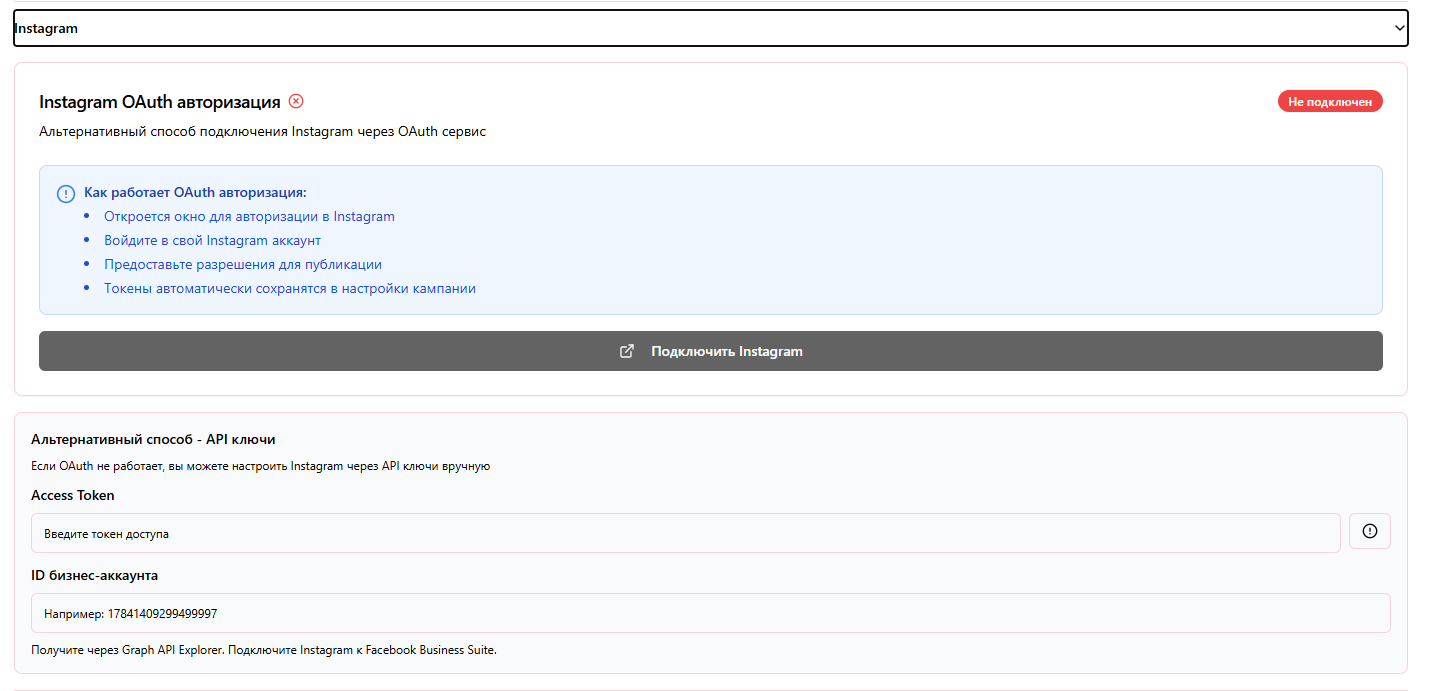 Instagram
Instagram OAuth авторизация
Не подключен
Альтернативный способ подключения Instagram через OAuth сервис
Как работает OAuth авторизация:
• Откроется окно для авторизации в Instagram
• Войдите в свой Instagram аккаунт
• Предоставьте разрешения для публикации
• Токены автоматически сохранятся в настройки кампании
Подключить Instagram
Альтернативный способ - API ключи
Если OAuth не работает, вы можете настроить Instagram через API ключи вручную
Access Token
Введите токен доступа
ID бизнес-аккаунта
Например: 17841409299499997
Получите через Graph API Explorer. Подключите Instagram к Facebook Business Suite.